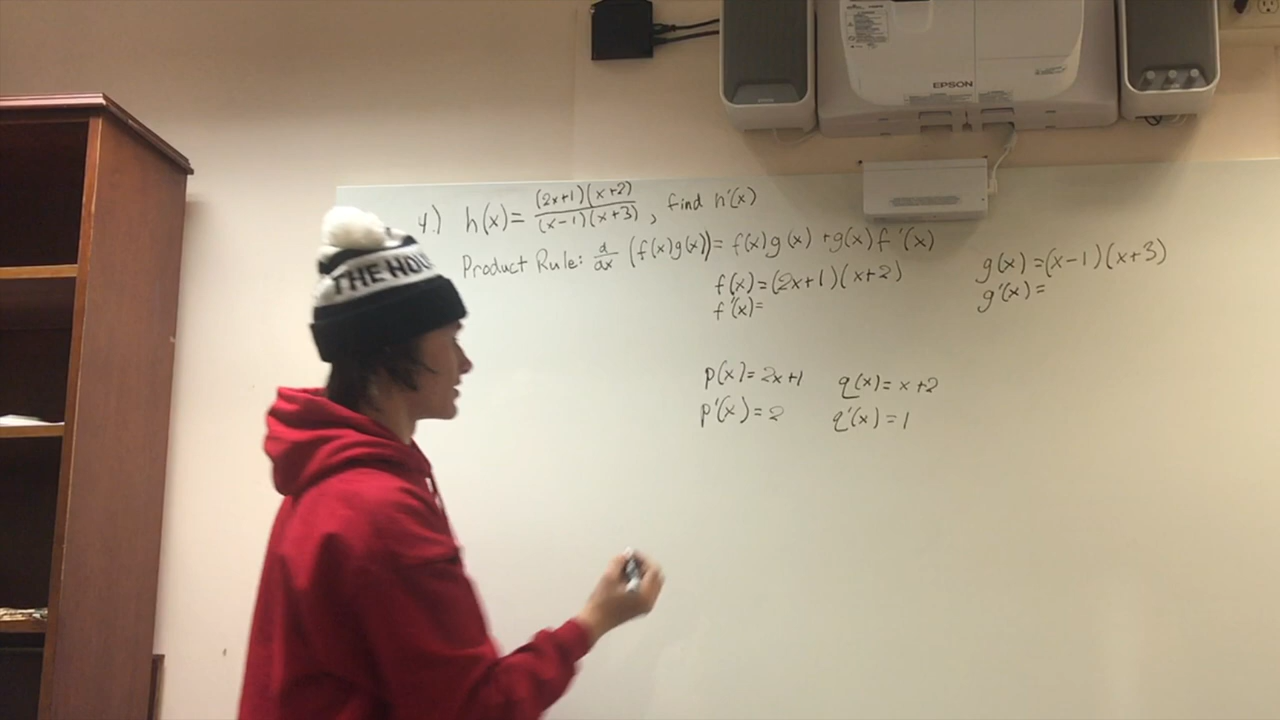 EPSON
4.) h(x) = (2x+1)(x+2) / (x-1)(x+3) , find h'(x)
Product Rule: d/dx (f(x)g(x)) = f(x)g'(x) + g(x)f'(x)
f(x) = (2x+1)(x+2)
f'(x) =
g(x) = (x-1)(x+3)
g'(x) =
p(x) = 2x+1
p'(x) = 2
q(x) = x+2
q'(x) = 1
THE HOU